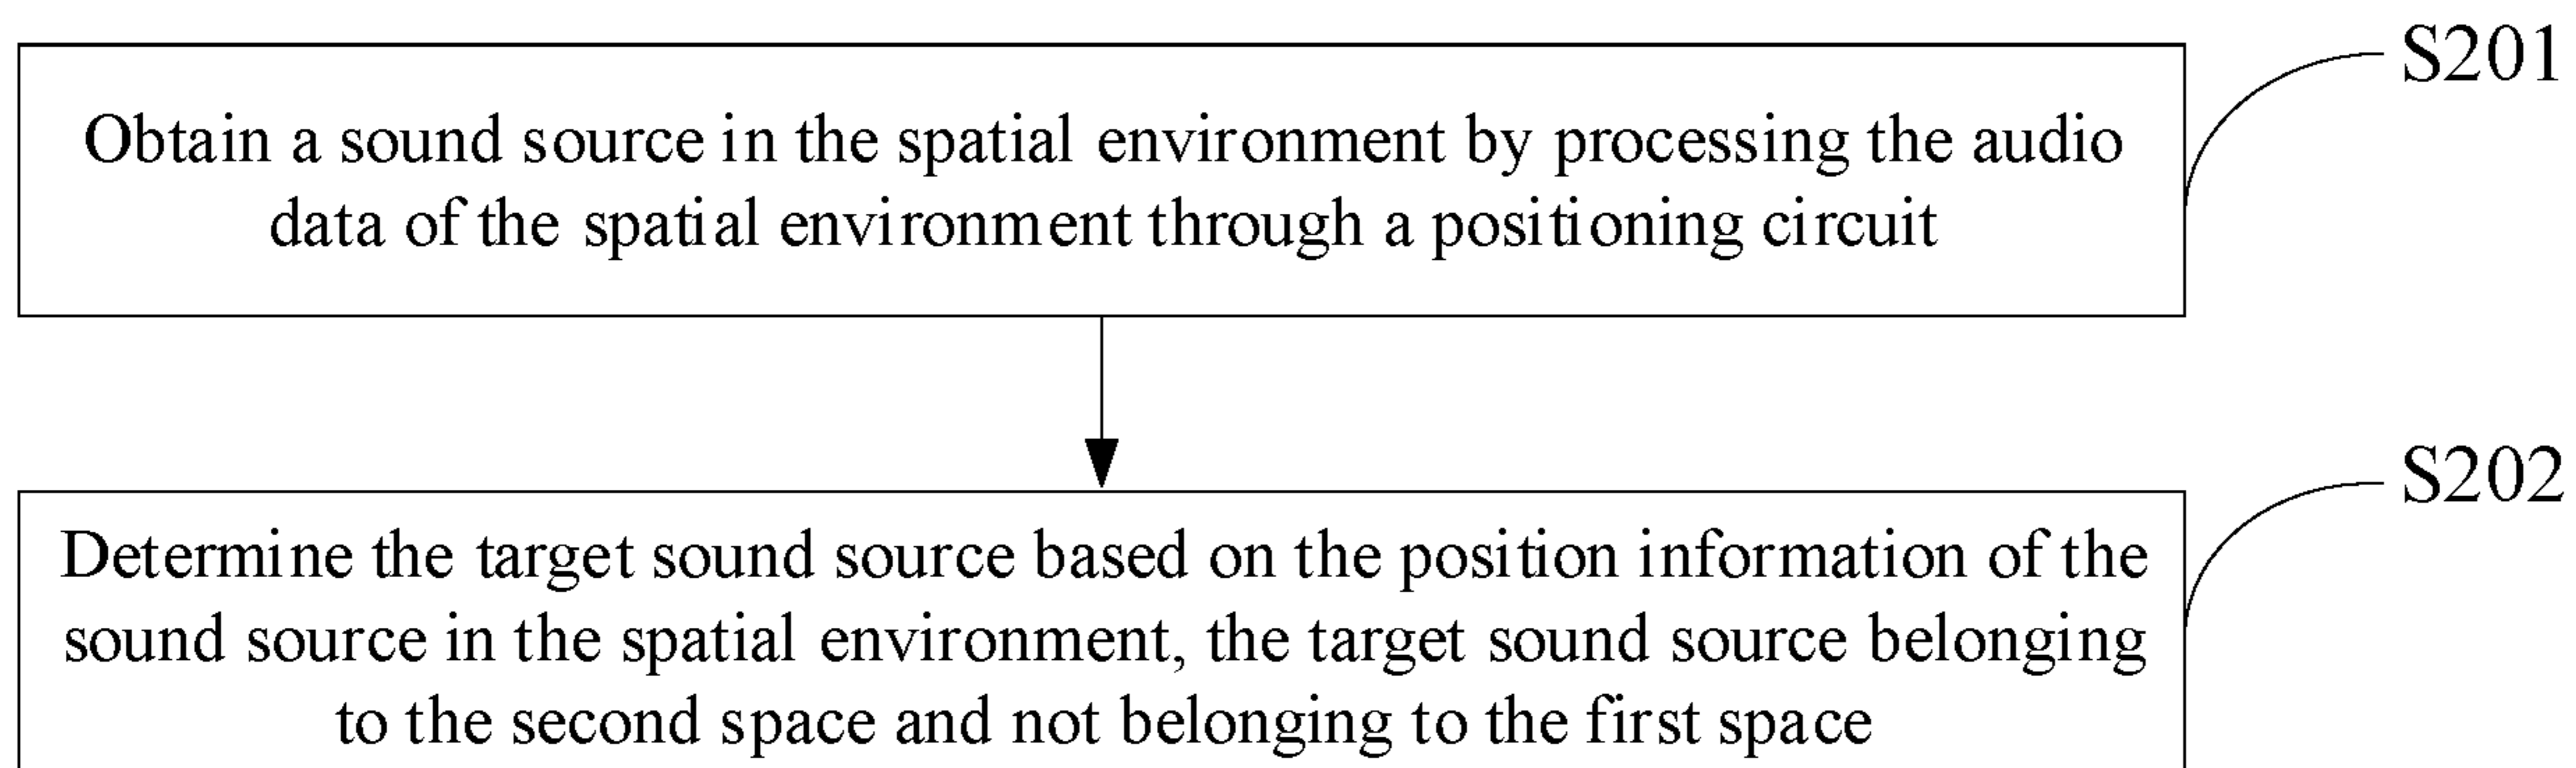 S201
Obtain a sound source in the spatial environment by processing the audio
data of the spatial environment through a positioning circuit
S202
Determine the target sound source based on the position information of the
sound source in the spatial environment, the target sound source belonging
to the second space and not belonging to the first space